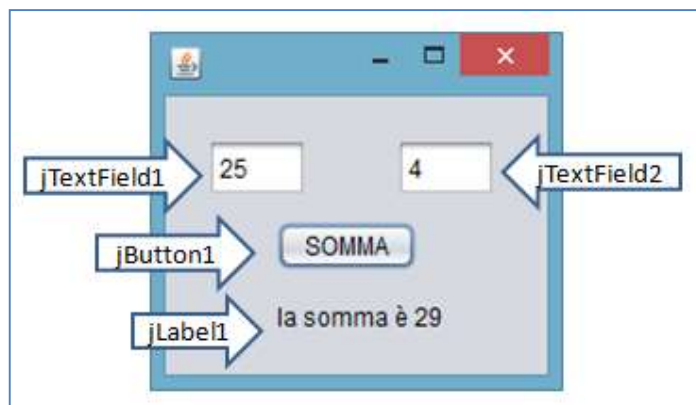 jTextField1
25
4
jTextField2
jButton1
SOMMA
jLabel1
la somma è 29